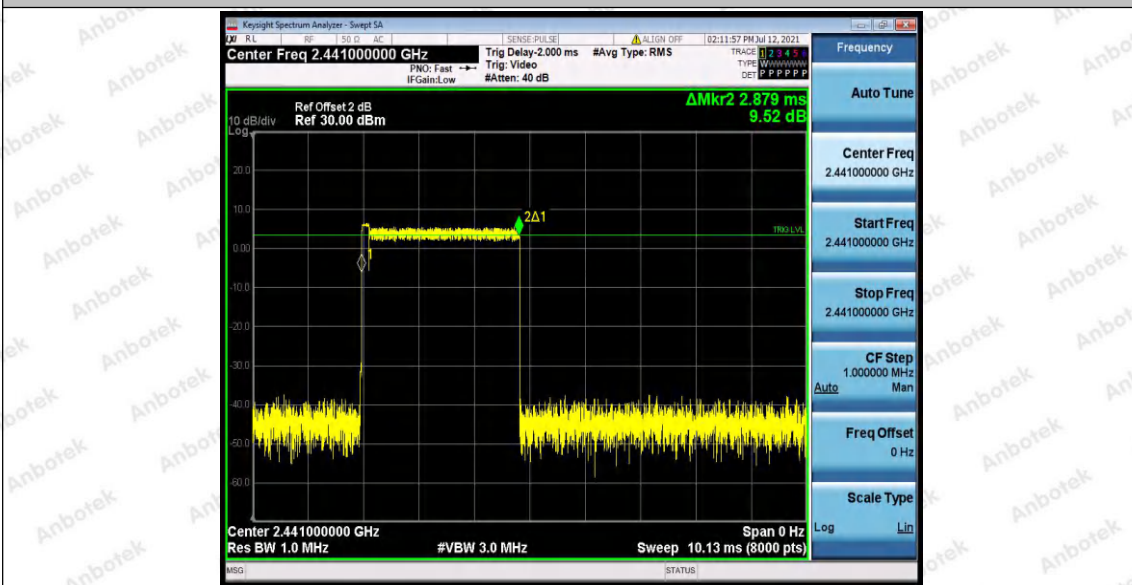 Keysight Spectrum Analyzer - Swept SA
RL RF 50 Ω AC SENSE:PULSE ALIGN OFF 02:11:57 PM Jul 12, 2021
Center Freq 2.441000000 GHz
PNO: Fast
IFGain:Low
Trig Delay-2.000 ms
Trig: Video
#Atten: 40 dB
#Avg Type: RMS
TRACE 1 2 3 4 5 6
TYPE WWWWWW
DET P P P P P P
ΔMkr2 2.879 ms
9.52 dB
Ref Offset 2 dB
10 dB/div Ref 30.00 dBm
Log
20.0
10.0
0.00
-10.0
-20.0
-30.0
-40.0
-50.0
-60.0
2Δ1
TRIG LVL
Center 2.441000000 GHz Span 0 Hz
Res BW 1.0 MHz #VBW 3.0 MHz Sweep 10.13 ms (8000 pts)
MSG STATUS
Frequency
Auto Tune
Center Freq
2.441000000 GHz
Start Freq
2.441000000 GHz
Stop Freq
2.441000000 GHz
CF Step
1.000000 MHz
Auto Man
Freq Offset
0 Hz
Scale Type
Log Lin
Anbotek